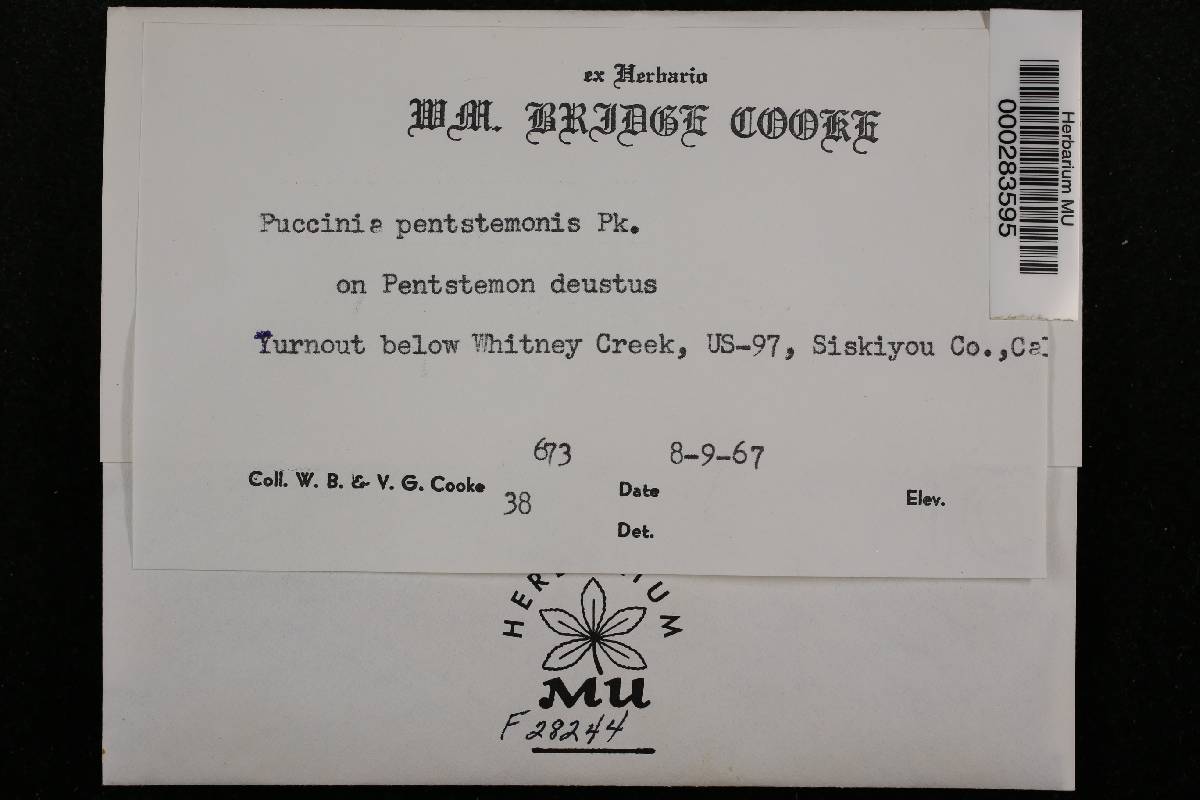 ex Herbario
WM. BRIDGE COOKE
Puccinia pentstemonis Pk.
on Pentstemon deustus
Turnout below Whitney Creek, US-97, Siskiyou Co.,Cal
673 8-9-67
Coll. W. B. & V. G. Cooke 38 Date Elev.
Det.
Herbarium MU
000283595
HERBARIUM
MU
F 28244